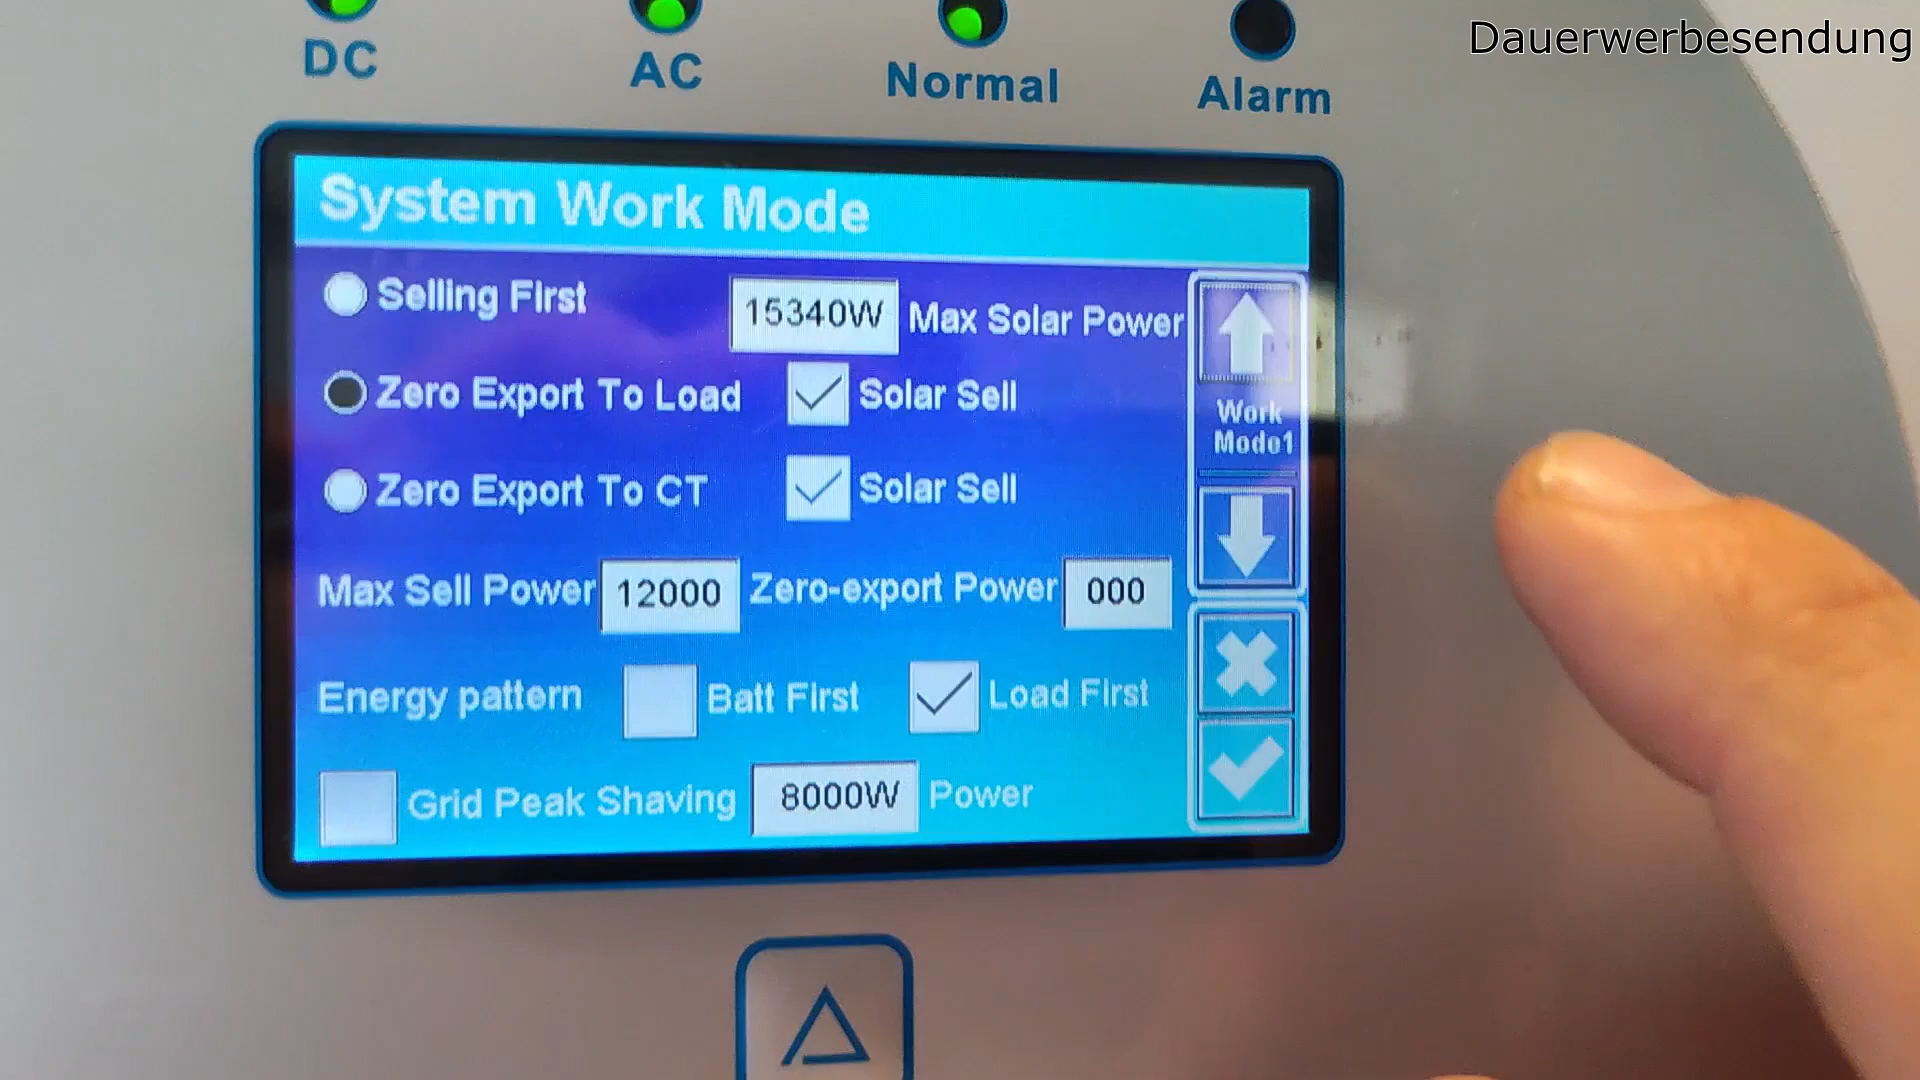 Dauerwerbesendung
DC AC Normal Alarm
System Work Mode
Selling First 15340W Max Solar Power
Zero Export To Load Solar Sell
Work
Mode1
Zero Export To CT Solar Sell
Max Sell Power 12000 Zero-export Power 000
Energy pattern Batt First Load First
Grid Peak Shaving 8000W Power